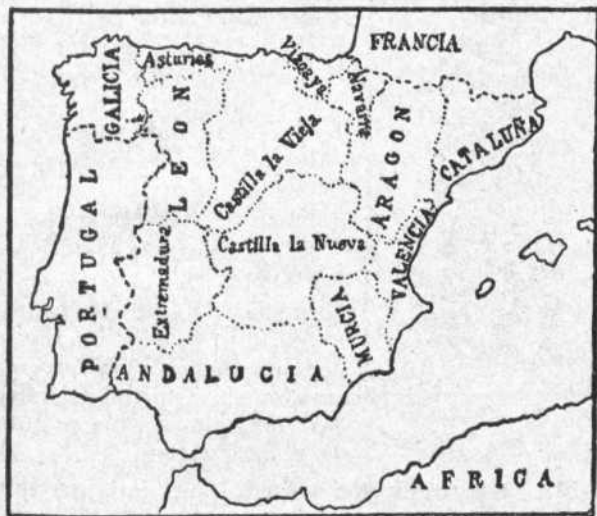 FRANCIA
Asturies
Vizcaya
Navarra
GALICIA
LEON
Castilla la Vieja
ARAGON
CATALUÑA
PORTUGAL
Extremadura
Castilla la Nueva
VALENCIA
MURCIA
ANDALUCIA
AFRICA